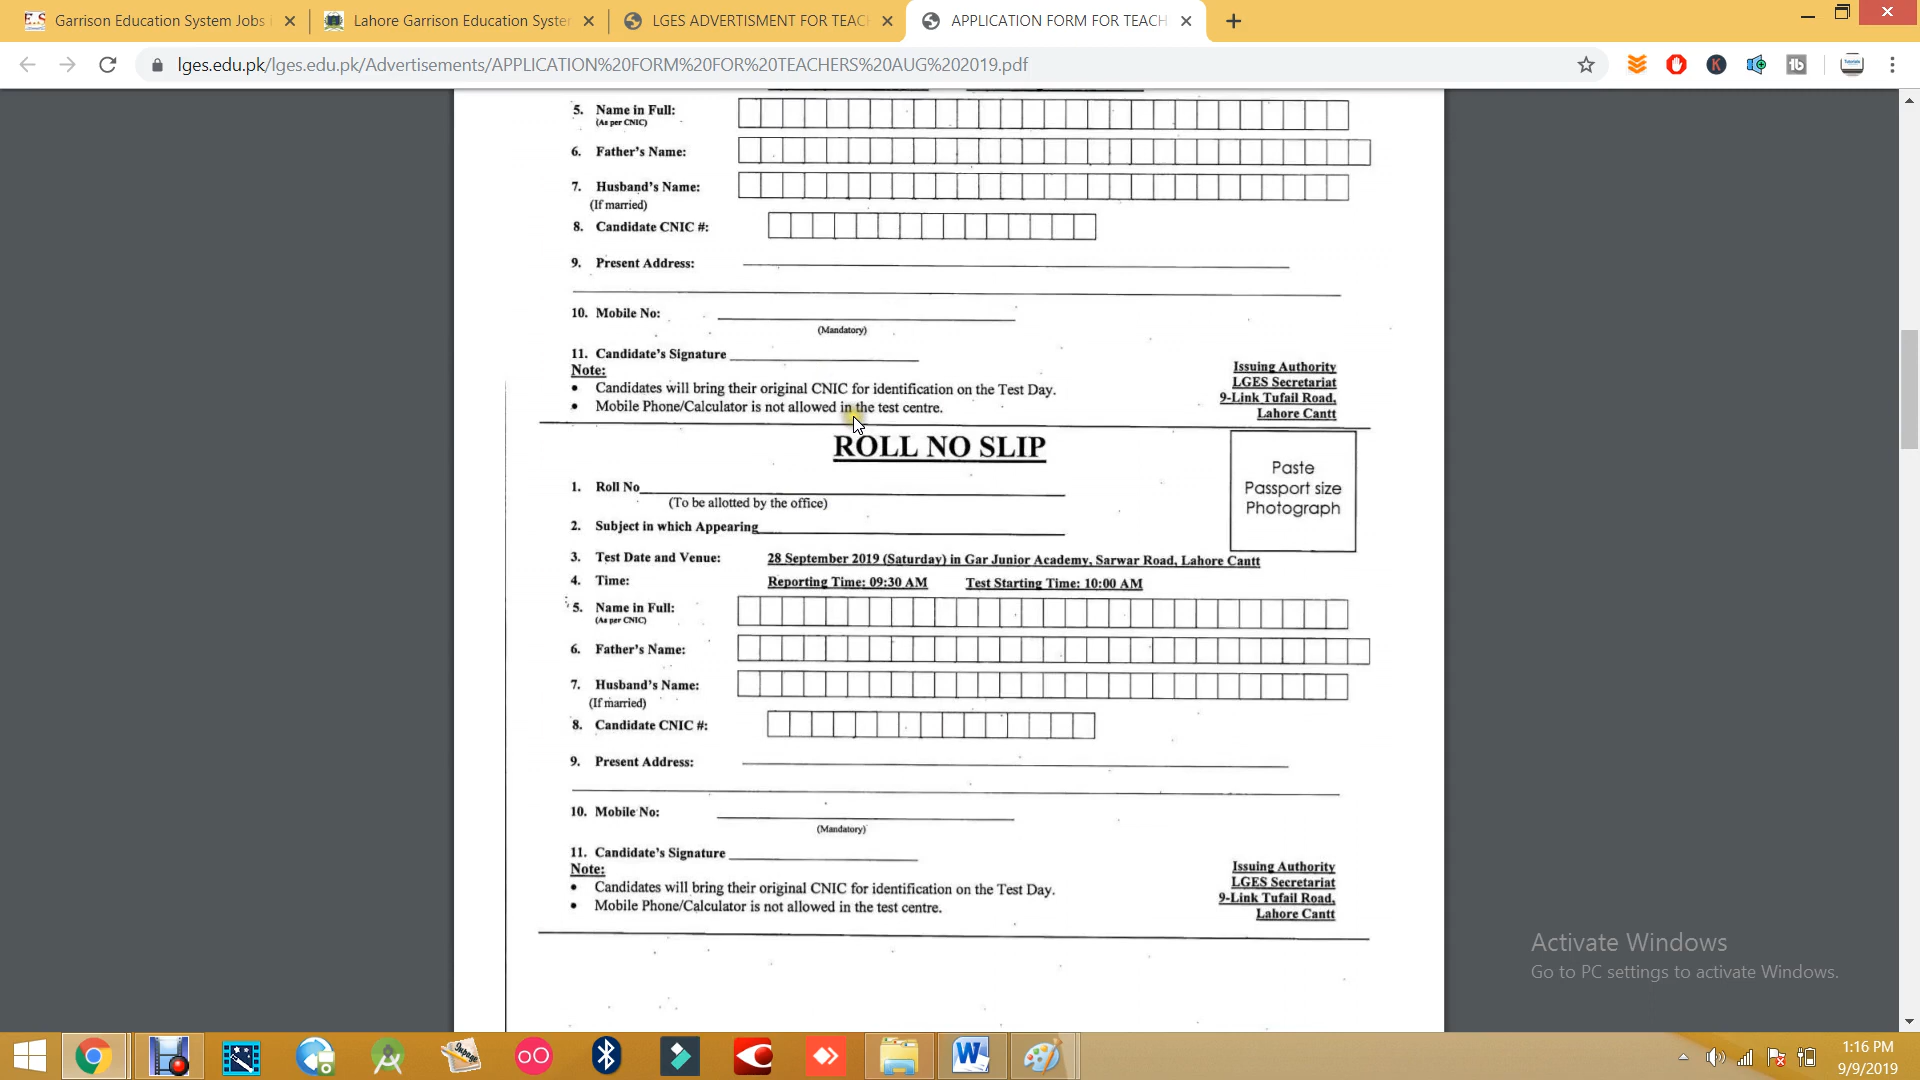 Garrison Education System Jobs i
Lahore Garrison Education System
LGES ADVERTISMENT FOR TEAC
APPLICATION FORM FOR TEACH
lges.edu.pk/lges.edu.pk/Advertisements/APPLICATION%20FORM%20FOR%20TEACHERS%20AUG%202019.pdf
5. Name in Full:
(As per CNIC)
6. Father's Name:
7. Husband's Name:
(If married)
8. Candidate CNIC #:
9. Present Address:
10. Mobile No:
(Mandatory)
11. Candidate's Signature
Note:
• Candidates will bring their original CNIC for identification on the Test Day.
• Mobile Phone/Calculator is not allowed in the test centre.
Issuing Authority
LGES Secretariat
9-Link Tufail Road,
Lahore Cantt
ROLL NO SLIP
Paste
Passport size
Photograph
1. Roll No
(To be allotted by the office)
2. Subject in which Appearing
3. Test Date and Venue: 28 September 2019 (Saturday) in Gar Junior Academy, Sarwar Road, Lahore Cantt
4. Time: Reporting Time: 09:30 AM Test Starting Time: 10:00 AM
5. Name in Full:
(As per CNIC)
6. Father's Name:
7. Husband's Name:
(If married)
8. Candidate CNIC #:
9. Present Address:
10. Mobile No:
(Mandatory)
11. Candidate's Signature
Note:
• Candidates will bring their original CNIC for identification on the Test Day.
• Mobile Phone/Calculator is not allowed in the test centre.
Issuing Authority
LGES Secretariat
9-Link Tufail Road,
Lahore Cantt
Activate Windows
Go to PC settings to activate Windows.
1:16 PM
9/9/2019